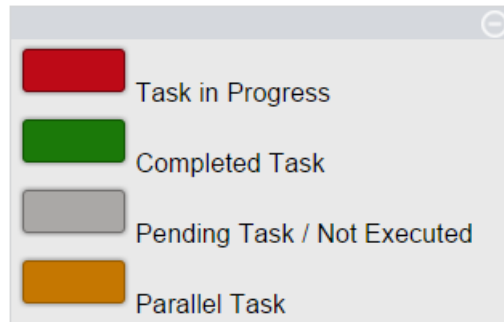 Task in Progress
Completed Task
Pending Task / Not Executed
Parallel Task